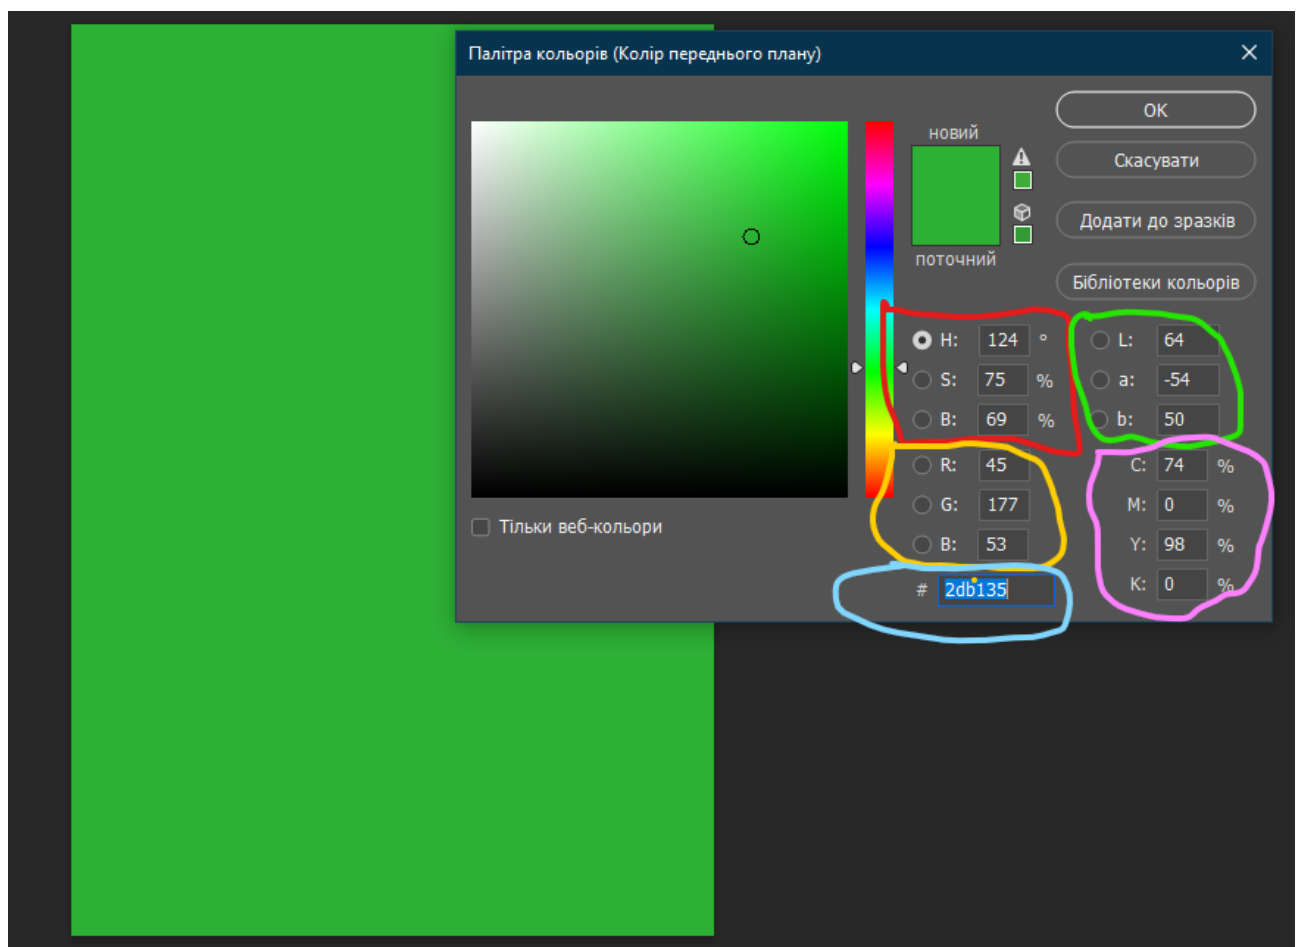 Палітра кольорів (Колір переднього плану)
новий
поточний
OK
Скасувати
Додати до зразків
Бібліотеки кольорів
H: 124 °
S: 75 %
B: 69 %
R: 45
G: 177
B: 53
# 2db135
L: 64
a: -54
b: 50
C: 74 %
M: 0 %
Y: 98 %
K: 0 %
Тільки веб-кольори